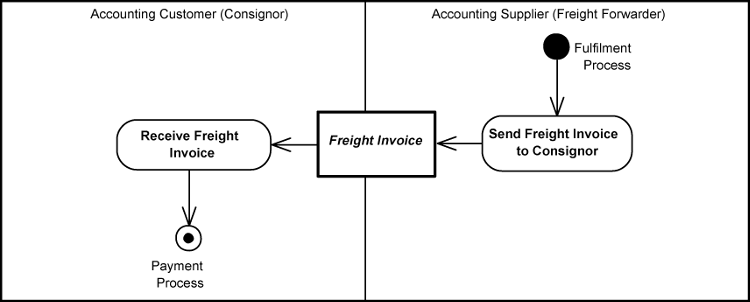 Accounting Customer (Consignor)
Accounting Supplier (Freight Forwarder)
Fulfilment
Process
Send Freight Invoice
to Consignor
Freight Invoice
Receive Freight
Invoice
Payment
Process